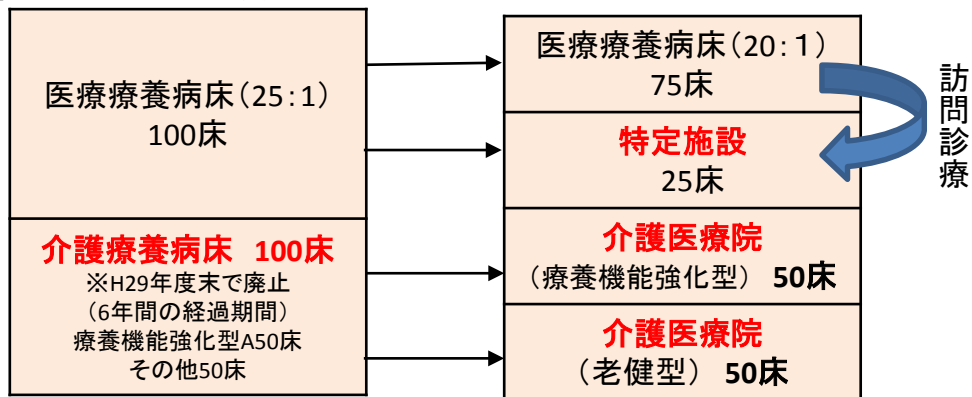 医療療養病床（25：1）
100床
介護療養病床 100床
※H29年度末で廃止
（6年間の経過期間）
療養機能強化型A50床
その他50床
医療療養病床（20：1）
75床
特定施設
25床
介護医療院
（療養機能強化型） 50床
介護医療院
（老健型） 50床
訪問診療